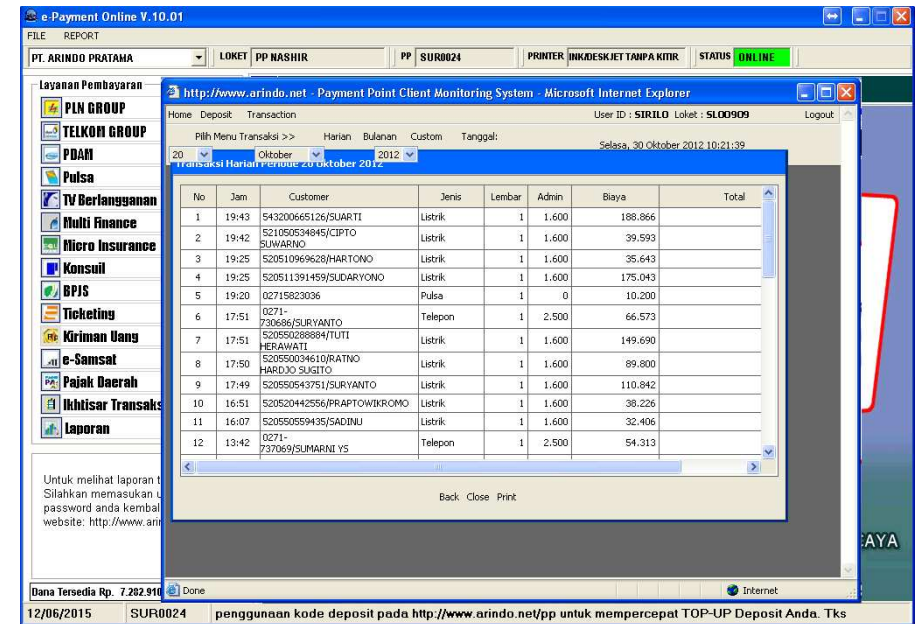 e-Payment Online V.10.01
FILE REPORT
PT. ARINDO PRATAMA LOKET PP NASHIR PP SUR0024 PRINTER INK/DESKJET TANPA KITIR STATUS ONLINE
Layanan Pembayaran
PLN GROUP
TELKOM GROUP
PDAM
Pulsa
TV Berlangganan
Multi Finance
Micro Insurance
Konsuil
BPJS
Ticketing
Kiriman Uang
e-Samsat
Pajak Daerah
Ikhtisar Transaks
Laporan
Untuk melihat laporan t
Silahkan memasukan u
password anda kembal
website: http://www.arin
Dana Tersedia Rp. 7.282.910
http://www.arindo.net - Payment Point Client Monitoring System - Microsoft Internet Explorer
Home Deposit Transaction User ID : SIRILO Loket : SL00909 Logout
Pilih Menu Transaksi >> Harian Bulanan Custom Tanggal:
Selasa, 30 Oktober 2012 10:21:39
20 Oktober 2012
Transaksi Harian Periode 20 Oktober 2012
No Jam Customer Jenis Lembar Admin Biaya Total
1 19:43 543200665126/SUARTI Listrik 1 1.600 188.866
2 19:42 521050534845/CIPTO SUWARNO Listrik 1 1.600 39.593
3 19:25 520510969628/HARTONO Listrik 1 1.600 35.643
4 19:25 520511391459/SUDARYONO Listrik 1 1.600 175.043
5 19:20 02715823036 Pulsa 1 0 10.200
6 17:51 0271-730686/SURYANTO Telepon 1 2.500 66.573
7 17:51 520550288884/TUTI HERAWATI Listrik 1 1.600 149.690
8 17:50 520550034610/RATNO HARDJO SUGITO Listrik 1 1.600 89.800
9 17:49 520550543751/SURYANTO Listrik 1 1.600 110.842
10 16:51 520520442556/PRAPTOWIKROMO Listrik 1 1.600 38.226
11 16:07 520550559435/SADINU Listrik 1 1.600 32.406
12 13:42 0271-737069/SUMARNI YS Telepon 1 2.500 54.313
Back Close Print
Done Internet
CAYA
12/06/2015 SUR0024 penggunaan kode deposit pada http://www.arindo.net/pp untuk mempercepat TOP-UP Deposit Anda. Tks